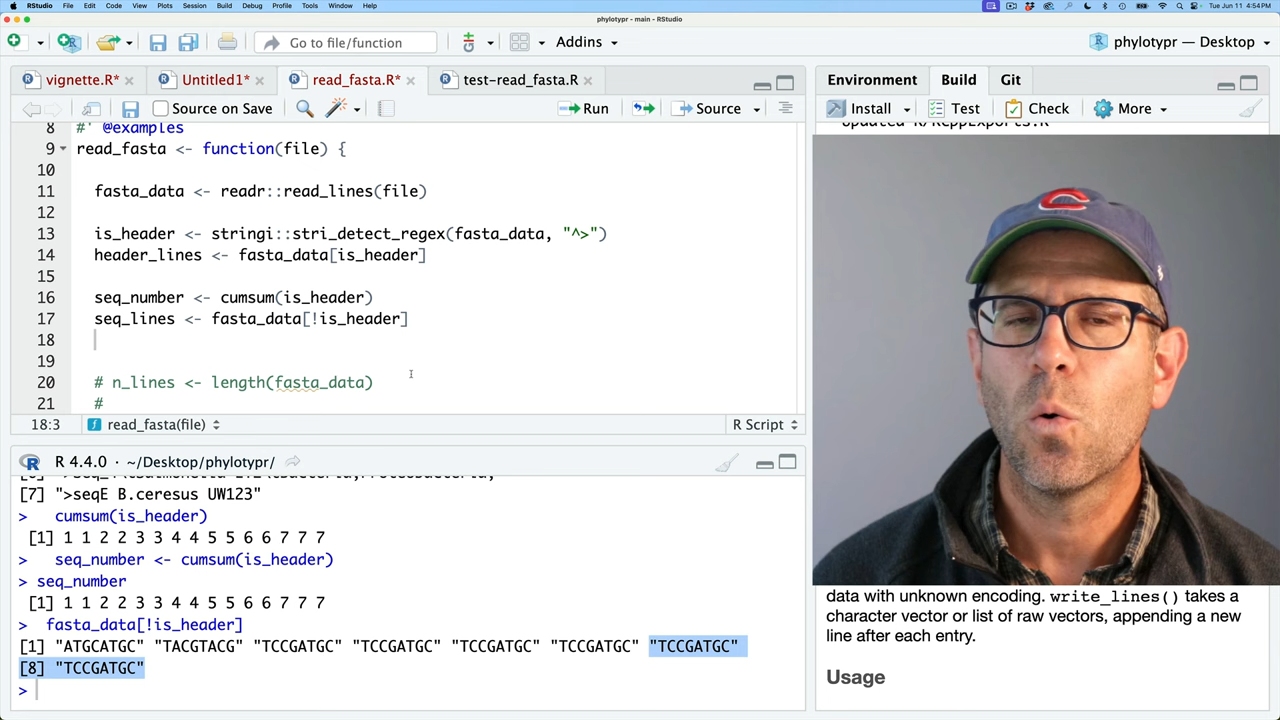 RStudio File Edit Code View Plots Session Build Debug Profile Tools Window Help
Tue Jun 11 4:54 PM
phylotypr - main - RStudio
Go to file/function
Addins
phylotypr — Desktop
vignette.R*
Untitled1*
read_fasta.R*
test-read_fasta.R
Source on Save
Run
Source
8 #' @examples
9 read_fasta <- function(file) {
10
11 fasta_data <- readr::read_lines(file)
12
13 is_header <- stringi::stri_detect_regex(fasta_data, "^>")
14 header_lines <- fasta_data[is_header]
15
16 seq_number <- cumsum(is_header)
17 seq_lines <- fasta_data[!is_header]
18
19
20 # n_lines <- length(fasta_data)
21 #
18:3
read_fasta(file)
R Script
R 4.4.0 · ~/Desktop/phylotypr/
[7] ">seqE B.ceresus UW123"
> cumsum(is_header)
[1] 1 1 2 2 3 3 4 4 5 5 6 6 7 7 7
> seq_number <- cumsum(is_header)
> seq_number
[1] 1 1 2 2 3 3 4 4 5 5 6 6 7 7 7
> fasta_data[!is_header]
[1] "ATGCATGC" "TACGTACG" "TCCGATGC" "TCCGATGC" "TCCGATGC" "TCCGATGC" "TCCGATGC"
[8] "TCCGATGC"
>
Environment Build Git
Install
Test
Check
More
Updated R/RcppExports.R
C
data with unknown encoding. write_lines() takes a
character vector or list of raw vectors, appending a new
line after each entry.
Usage